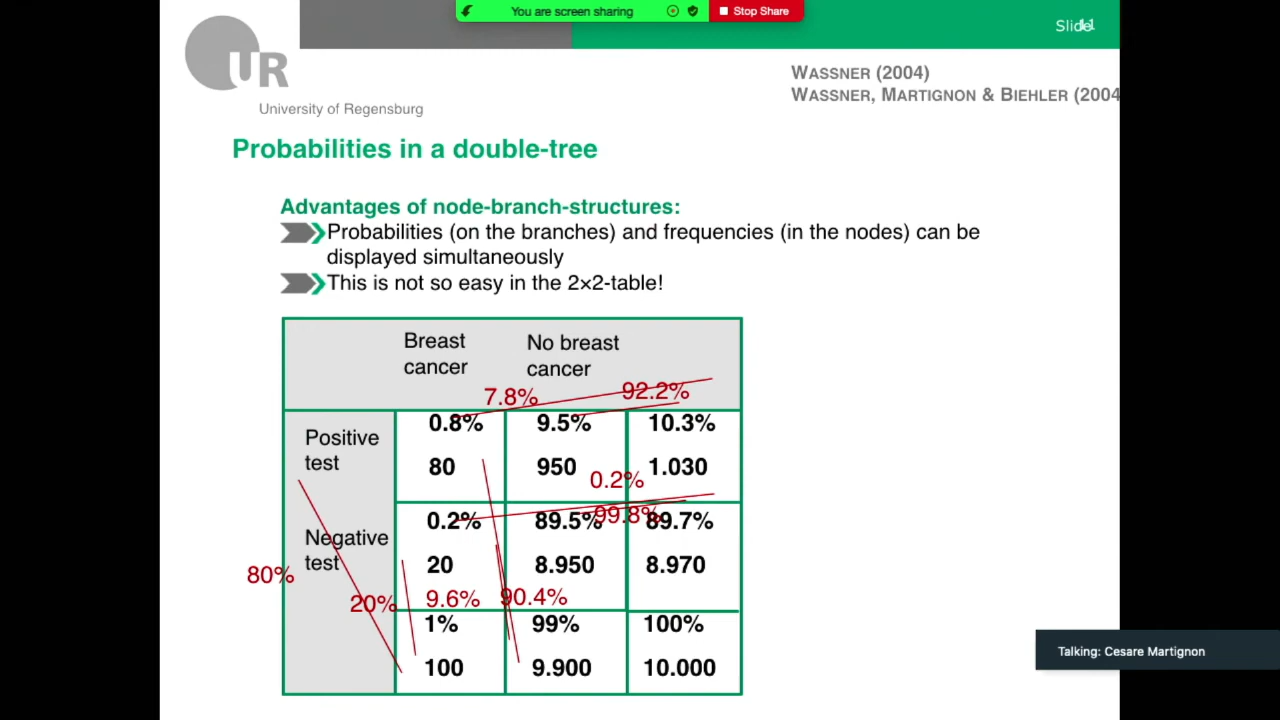 You are screen sharing
Stop Share
UR
University of Regensburg
WASSNER (2004)
WASSNER, MARTIGNON & BIEHLER (2004
Probabilities in a double-tree
Advantages of node-branch-structures:
Probabilities (on the branches) and frequencies (in the nodes) can be
displayed simultaneously
This is not so easy in the 2×2-table!
Breast
cancer
No breast
cancer
7.8%
92.2%
Positive
test
0.8%
9.5%
10.3%
80
950
1.030
0.2%
99.8%
Negative
test
0.2%
89.5%
89.7%
20
8.950
8.970
80%
20%
9.6%
90.4%
1%
99%
100%
100
9.900
10.000
Talking: Cesare Martignon